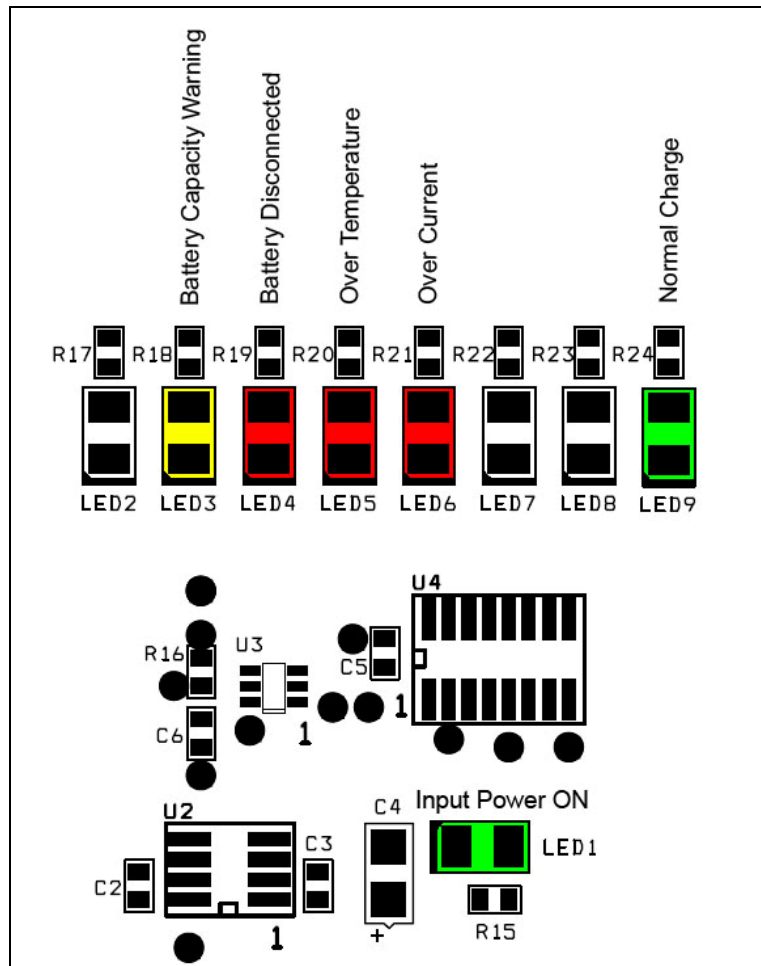 Battery Capacity Warning
Battery Disconnected
Over Temperature
Over Current
Normal Charge
R17 R18 R19 R20 R21 R22 R23 R24
LED2 LED3 LED4 LED5 LED6 LED7 LED8 LED9
U4
R16 U3 C5
C6 1 1
U2 C4 Input Power ON
C2 C3 LED1
1 + R15